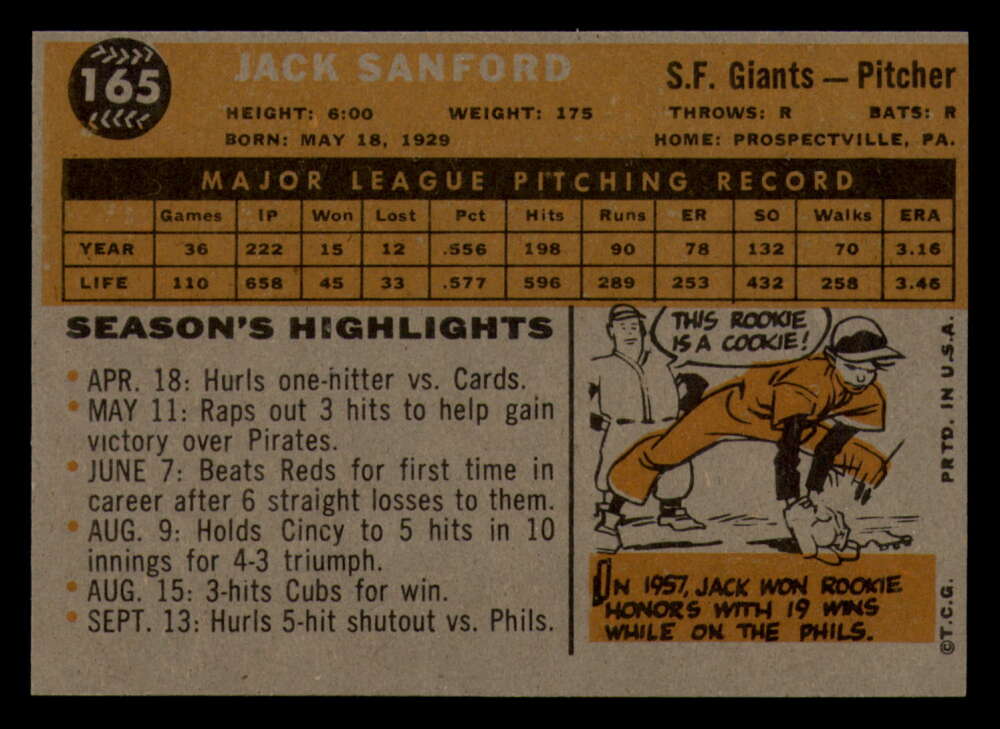 165
JACK SANFORD
S.F. Giants — Pitcher
HEIGHT: 6:00 WEIGHT: 175 THROWS: R BATS: R
BORN: MAY 18, 1929 HOME: PROSPECTVILLE, PA.
MAJOR LEAGUE PITCHING RECORD
Games IP Won Lost Pct Hits Runs ER SO Walks ERA
YEAR 36 222 15 12 .556 198 90 78 132 70 3.16
LIFE 110 658 45 33 .577 596 289 253 432 258 3.46
SEASON'S HIGHLIGHTS
• APR. 18: Hurls one-hitter vs. Cards.
• MAY 11: Raps out 3 hits to help gain
victory over Pirates.
• JUNE 7: Beats Reds for first time in
career after 6 straight losses to them.
• AUG. 9: Holds Cincy to 5 hits in 10
innings for 4-3 triumph.
• AUG. 15: 3-hits Cubs for win.
• SEPT. 13: Hurls 5-hit shutout vs. Phils.
THIS ROOKIE
IS A COOKIE!
IN 1957, JACK WON ROOKIE
HONORS WITH 19 WINS
WHILE ON THE PHILS.
PRTD. IN U.S.A.
©T.C.G.